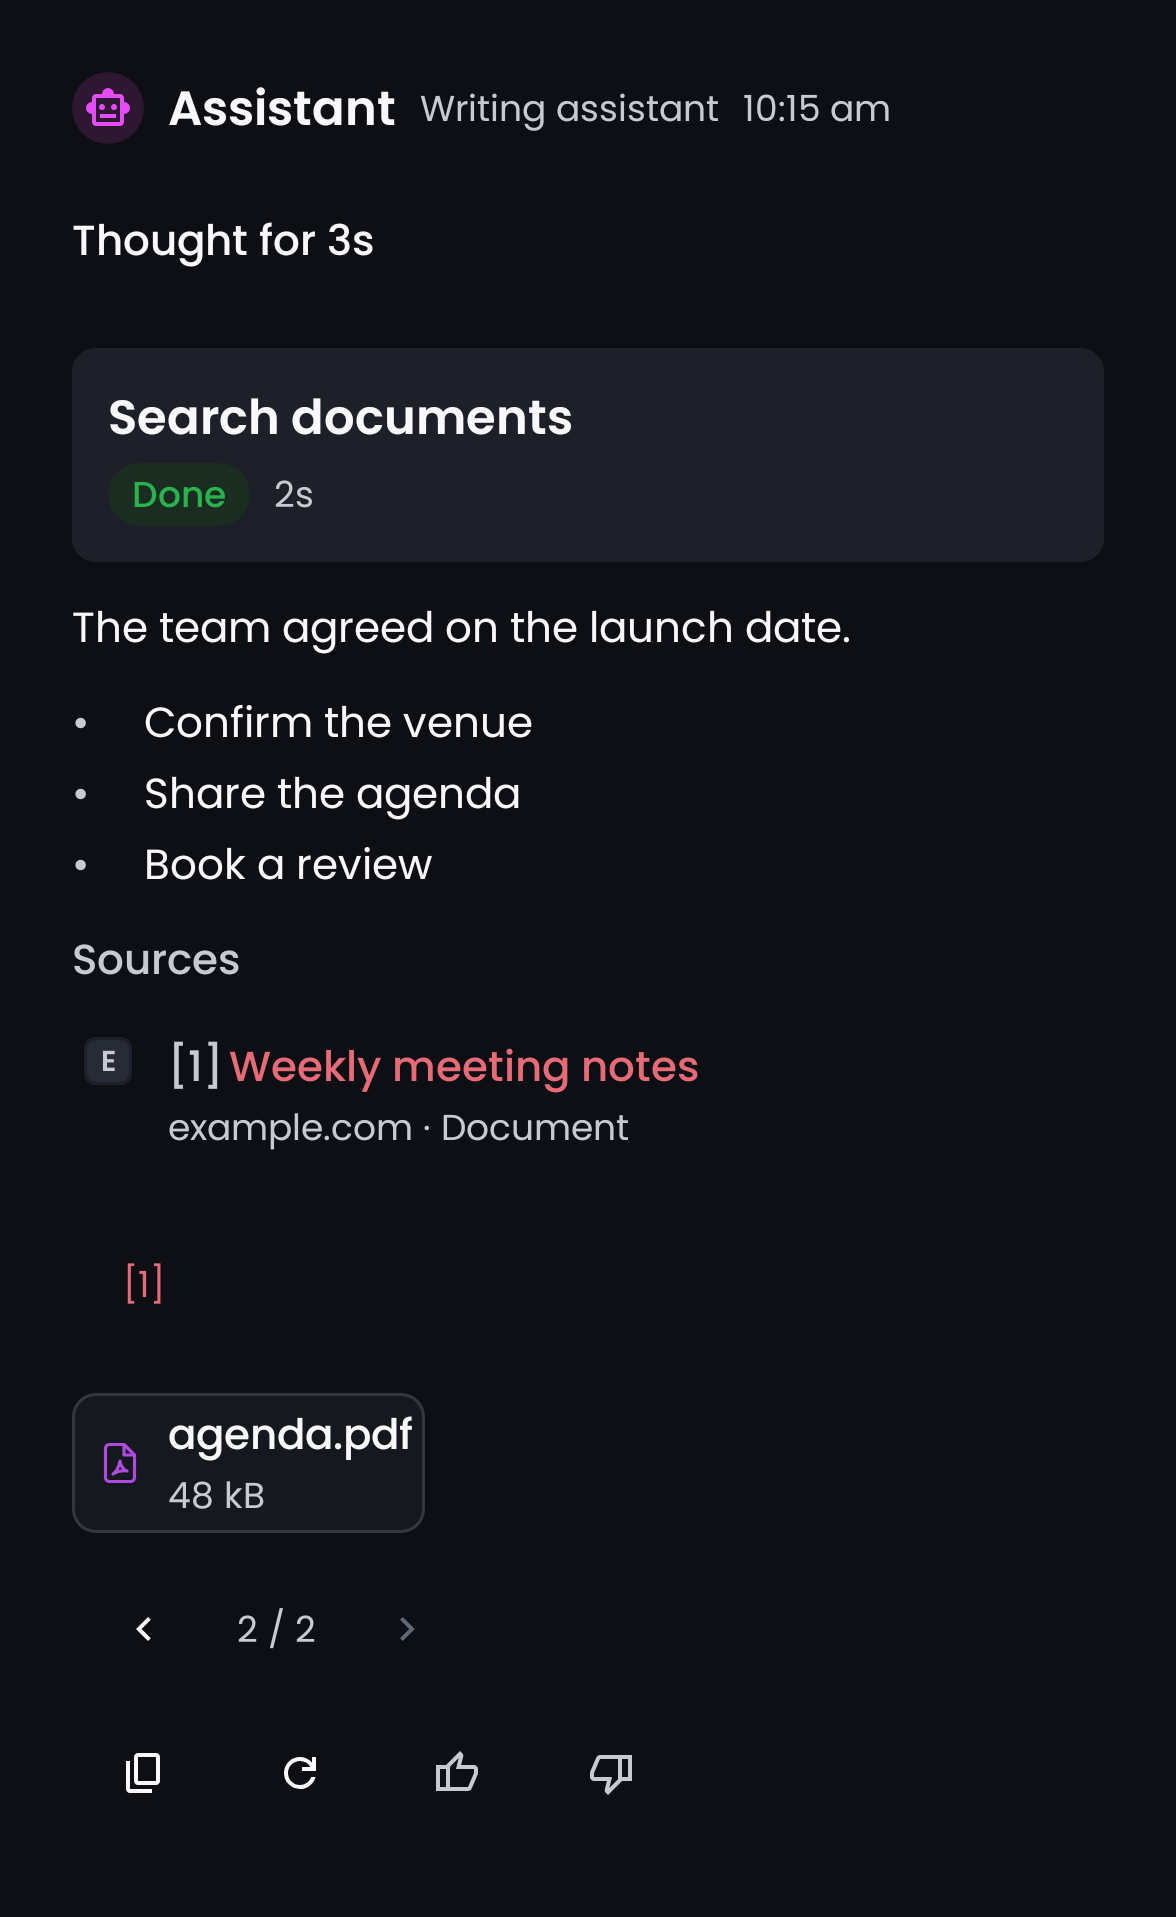 Assistant Writing assistant 10:15 am
Thought for 3s
Search documents
Done 2s
The team agreed on the launch date.
• Confirm the venue
• Share the agenda
• Book a review
Sources
E [1] Weekly meeting notes
example.com · Document
[1]
agenda.pdf
48 kB
2 / 2